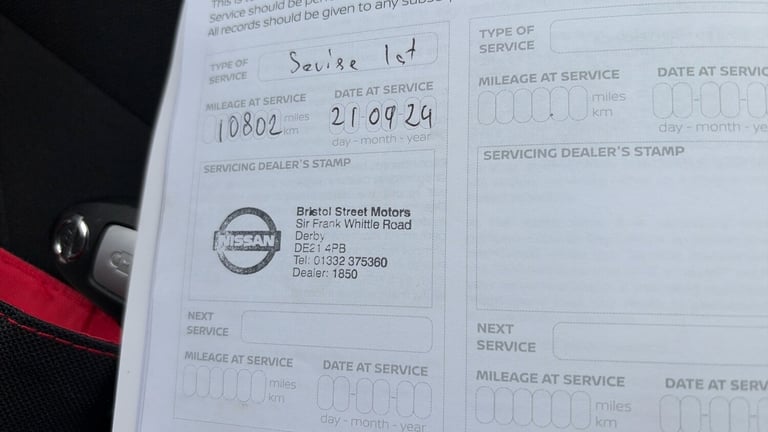 Service should be
All records should be given to any
TYPE OF
SERVICE
Sevise 1st
MILEAGE AT SERVICE
10802 miles
km
DATE AT SERVICE
21-09-24
day - month - year
SERVICING DEALER'S STAMP
NISSAN
Bristol Street Motors
Sir Frank Whittle Road
Derby
DE21 4PB
Tel: 01332 375360
Dealer: 1850
NEXT
SERVICE
MILEAGE AT SERVICE
miles
km
DATE AT SERVICE
day - month - year
TYPE OF
SERVICE
MILEAGE AT SERVICE
miles
km
DATE AT SERVIC
day - month - ye
SERVICING DEALER'S STAMP
NEXT
SERVICE
MILEAGE AT SERVICE
miles
km
DATE AT SERV